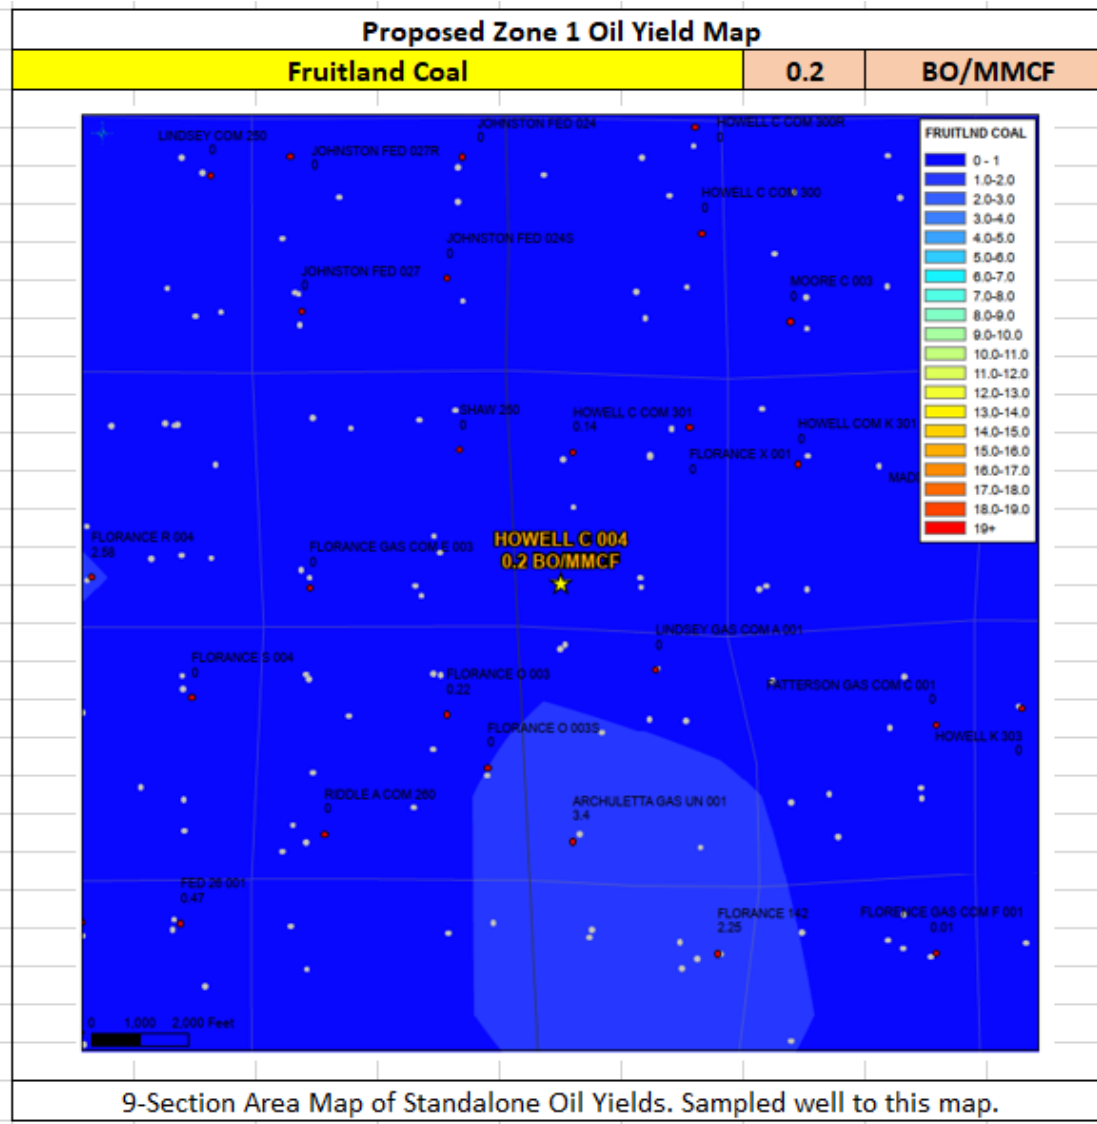 Proposed Zone 1 Oil Yield Map
Fruitland Coal 0.2 BO/MMCF
LINDSEY COM 250
0
JOHNSTON FED 027R
0
JOHNSTON FED 024
0
HOWELL C COM 300R
0
HOWELL C COM 300
0
JOHNSTON FED 024S
0
JOHNSTON FED 027
0
MOORE C 003
0
SHAW 250
0
HOWELL C COM 301
0.14
FLORANCE X 001
0
HOWELL COM K 301
0
FLORANCE R 004
2.56
FLORANCE GAS COM E 003
0
HOWELL C 004
0.2 BO/MMCF
LINDSEY GAS COM A 001
0
FLORANCE S 004
0
FLORANCE O 003
0.22
FLORANCE O 003S
0
PATTERSON GAS COM C 001
0
HOWELL K 303
0
RIDDLE A COM 260
0
ARCHULETTA GAS UN 001
3.4
FED 26 001
0.47
FLORANCE 142
2.25
FLORENCE GAS COM F 001
0.01
0 1,000 2,000 Feet
FRUITLND COAL
0 - 1
1.0-2.0
2.0-3.0
3.0-4.0
4.0-5.0
5.0-6.0
6.0-7.0
7.0-8.0
8.0-9.0
9.0-10.0
10.0-11.0
11.0-12.0
12.0-13.0
13.0-14.0
14.0-15.0
15.0-16.0
16.0-17.0
17.0-18.0
18.0-19.0
19+
9-Section Area Map of Standalone Oil Yields. Sampled well to this map.